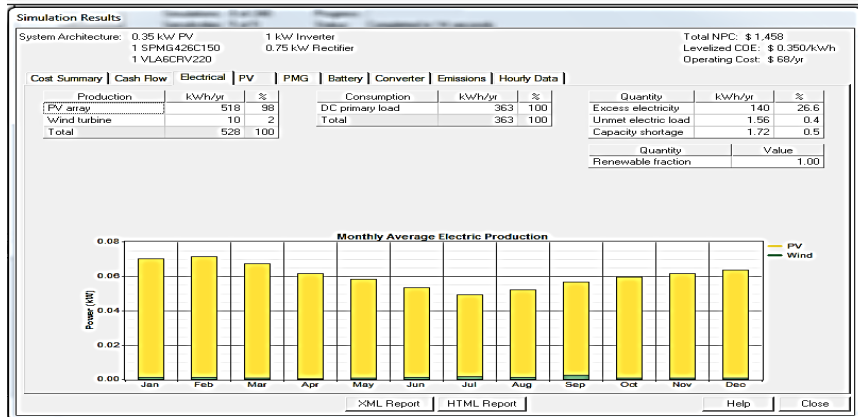 Simulation Results
System Architecture: 0.35 kW PV 1 kW Inverter Total NPC: $ 1,458
1 SPMG426C150 0.75 kW Rectifier Levelized COE: $ 0.350/kWh
1 VLA6CRV220 Operating Cost: $ 68/yr
Cost Summary Cash Flow Electrical PV PMG Battery Converter Emissions Hourly Data
Production kWh/yr %
PV array 518 98
Wind turbine 10 2
Total 528 100
Consumption kWh/yr %
DC primary load 363 100
Total 363 100
Quantity kWh/yr %
Excess electricity 140 26.6
Unmet electric load 1.56 0.4
Capacity shortage 1.72 0.5
Quantity Value
Renewable fraction 1.00
Monthly Average Electric Production
Power (kW)
0.08
0.06
0.04
0.02
0.00
Jan Feb Mar Apr May Jun Jul Aug Sep Oct Nov Dec
PV
Wind
XML Report HTML Report Help Close